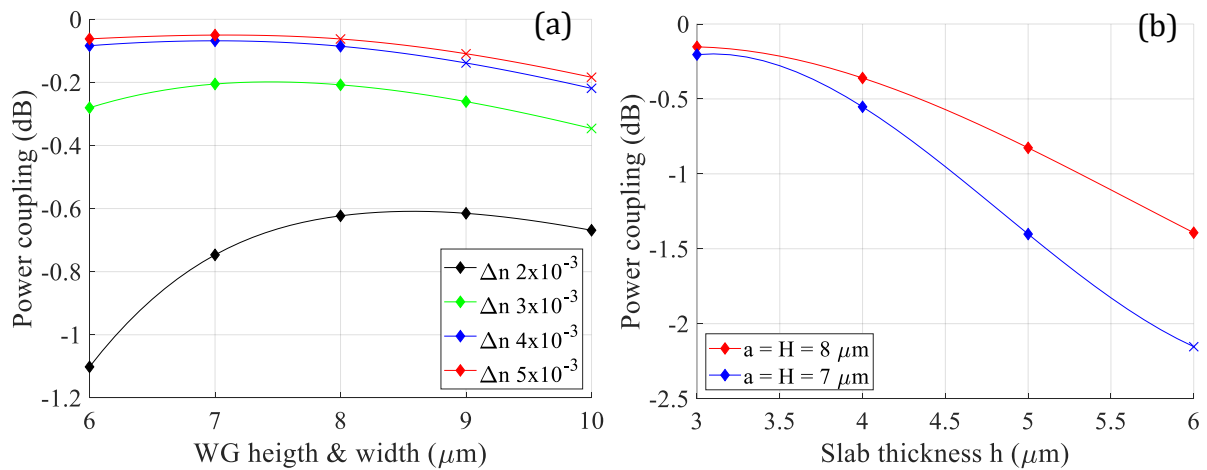 (a)
Power coupling (dB)
0
-0.2
-0.4
-0.6
-0.8
-1
-1.2
6 7 8 9 10
WG heigth & width (μm)
Δn 2x10⁻³
Δn 3x10⁻³
Δn 4x10⁻³
Δn 5x10⁻³
(b)
Power coupling (dB)
0
-0.5
-1
-1.5
-2
-2.5
3 3.5 4 4.5 5 5.5 6
Slab thickness h (μm)
a = H = 8 μm
a = H = 7 μm